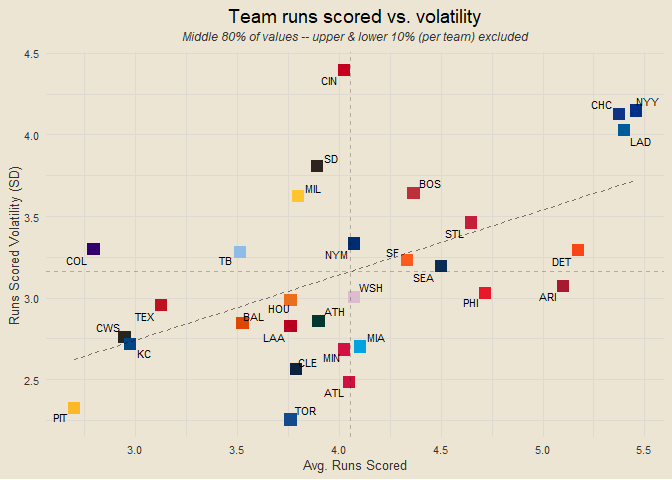 Team runs scored vs. volatility
Middle 80% of values -- upper & lower 10% (per team) excluded
4.5
CIN
CHC
NYY
4.0
LAD
SD
BOS
MIL
3.5
STL
NYM
SF
COL
TB
DET
SEA
WSH
3.0
PHI
ARI
TEX
HOU
ATH
BAL
CWS
LAA
MIA
KC
MIN
CLE
2.5
ATL
TOR
PIT
Runs Scored Volatility (SD)
3.0 3.5 4.0 4.5 5.0 5.5
Avg. Runs Scored